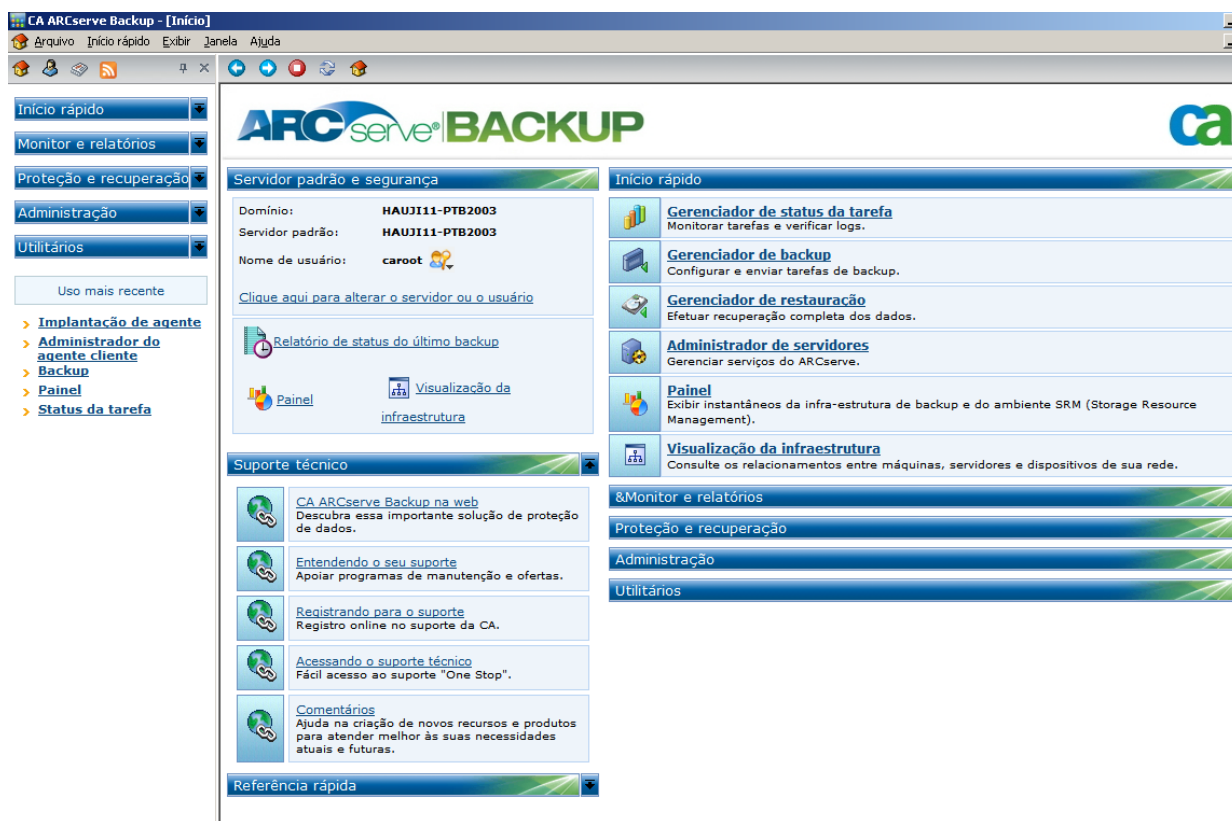 CA ARCserve Backup - [Início]
Arquivo Início rápido Exibir Janela Ajuda
Início rápido
Monitor e relatórios
Proteção e recuperação
Administração
Utilitários
Uso mais recente
Implantação de agente
Administrador do
agente cliente
Backup
Painel
Status da tarefa
ARCserve® BACKUP
ca
Servidor padrão e segurança
Domínio: HAUJI11-PTB2003
Servidor padrão: HAUJI11-PTB2003
Nome de usuário: caroot
Clique aqui para alterar o servidor ou o usuário
Relatório de status do último backup
Painel
Visualização da
infraestrutura
Suporte técnico
CA ARCserve Backup na web
Descubra essa importante solução de proteção
de dados.
Entendendo o seu suporte
Apoiar programas de manutenção e ofertas.
Registrando para o suporte
Registro online no suporte da CA.
Acessando o suporte técnico
Fácil acesso ao suporte "One Stop".
Comentários
Ajuda na criação de novos recursos e produtos
para atender melhor às suas necessidades
atuais e futuras.
Referência rápida
Início rápido
Gerenciador de status da tarefa
Monitorar tarefas e verificar logs.
Gerenciador de backup
Configurar e enviar tarefas de backup.
Gerenciador de restauração
Efetuar recuperação completa dos dados.
Administrador de servidores
Gerenciar serviços do ARCserve.
Painel
Exibir instantâneos da infra-estrutura de backup e do ambiente SRM (Storage Resource
Management).
Visualização da infraestrutura
Consulte os relacionamentos entre máquinas, servidores e dispositivos de sua rede.
&Monitor e relatórios
Proteção e recuperação
Administração
Utilitários